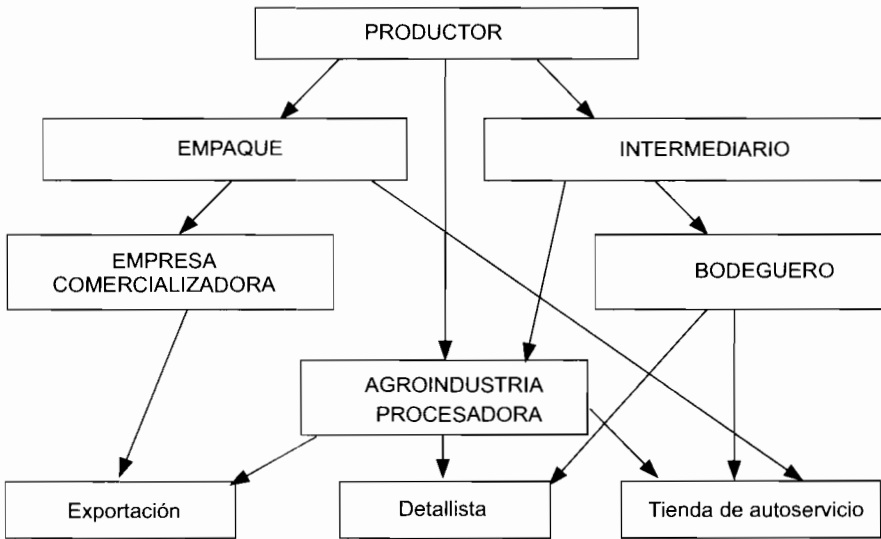 PRODUCTOR
EMPAQUE
INTERMEDIARIO
EMPRESA
COMERCIALIZADORA
BODEGUERO
AGROINDUSTRIA
PROCESADORA
Exportación
Detallista
Tienda de autoservicio